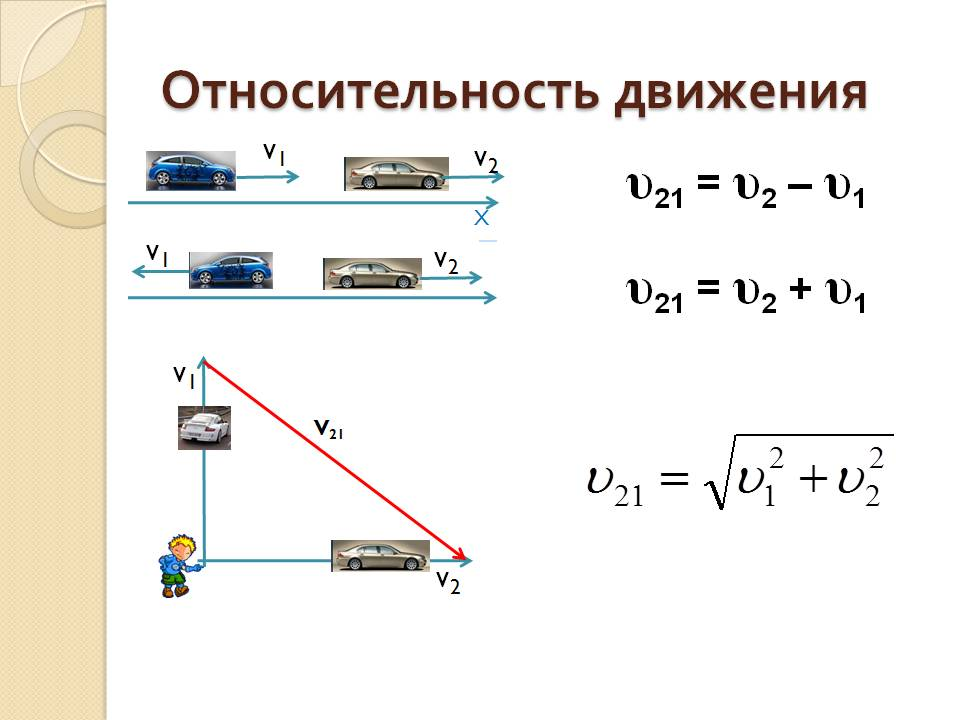 Относительность движения
v₁ v₂
υ₂₁ = υ₂ – υ₁
x
v₁ v₂
υ₂₁ = υ₂ + υ₁
v₁
v₂₁
υ₂₁ = √(υ₁² + υ₂²)
v₂